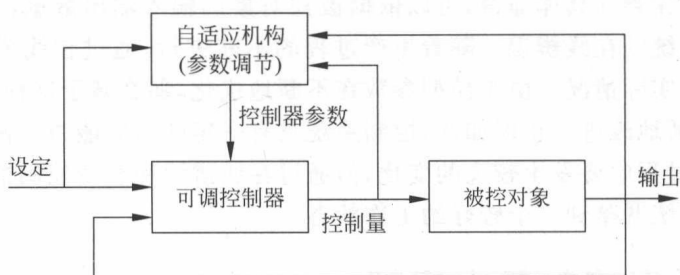 自适应机构
(参数调节)
控制器参数
设定
可调控制器
控制量
被控对象
输出